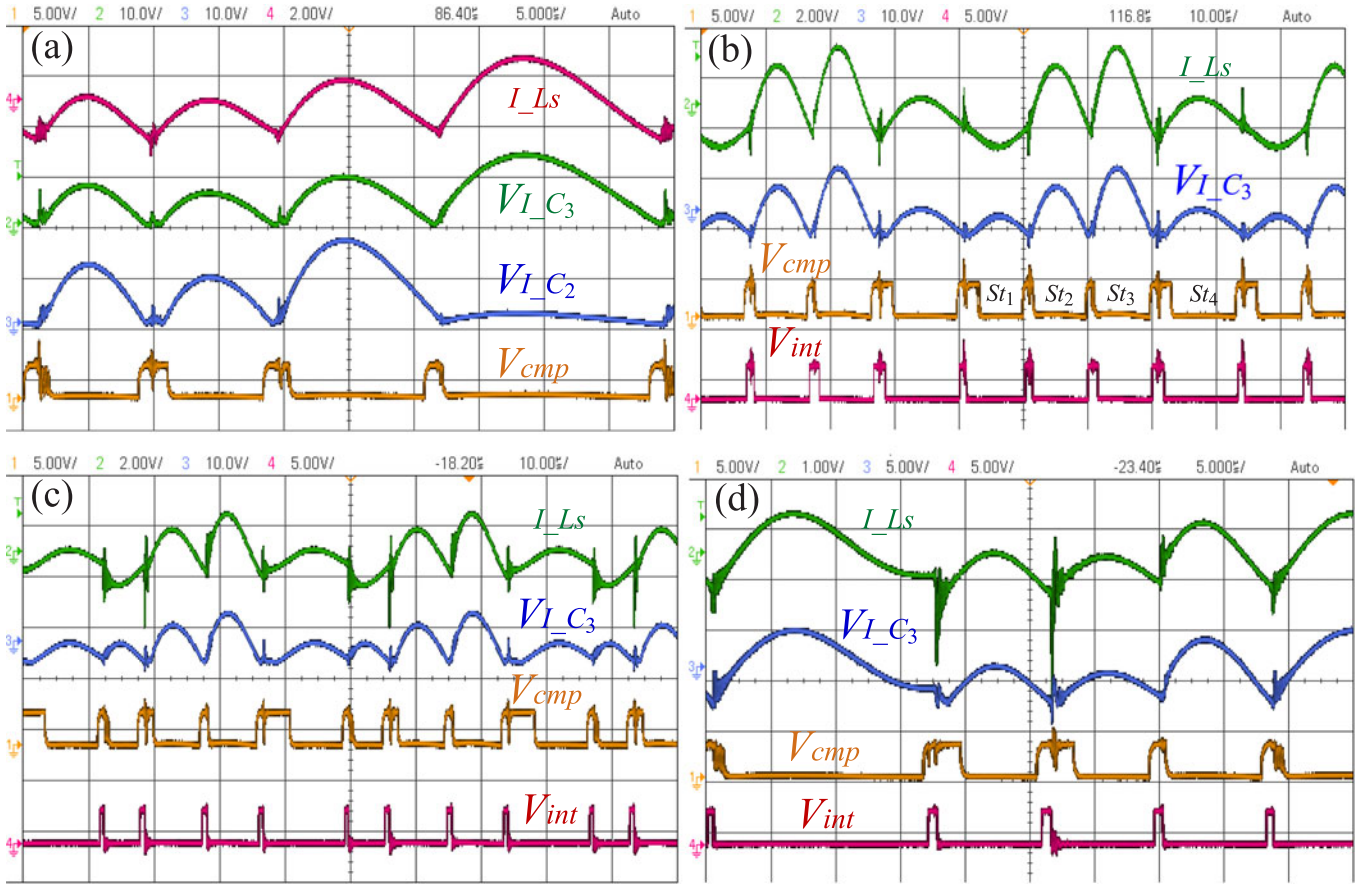 1 5.00V/ 2 10.0V/ 3 10.0V/ 4 2.00V/ 86.40s 5.000s/ Auto
(a)
I_Ls
VI_C3
VI_C2
Vcmp
1 5.00V/ 2 2.00V/ 3 10.0V/ 4 5.00V/ 116.8s 10.00s/ Auto
(b)
I_Ls
VI_C3
Vcmp
St1 St2 St3 St4
Vint
1 5.00V/ 2 2.00V/ 3 10.0V/ 4 5.00V/ -18.20s 10.00s/ Auto
(c)
I_Ls
VI_C3
Vcmp
Vint
1 5.00V/ 2 1.00V/ 3 5.00V/ 4 5.00V/ -23.40s 5.000s/ Auto
(d)
I_Ls
VI_C3
Vcmp
Vint